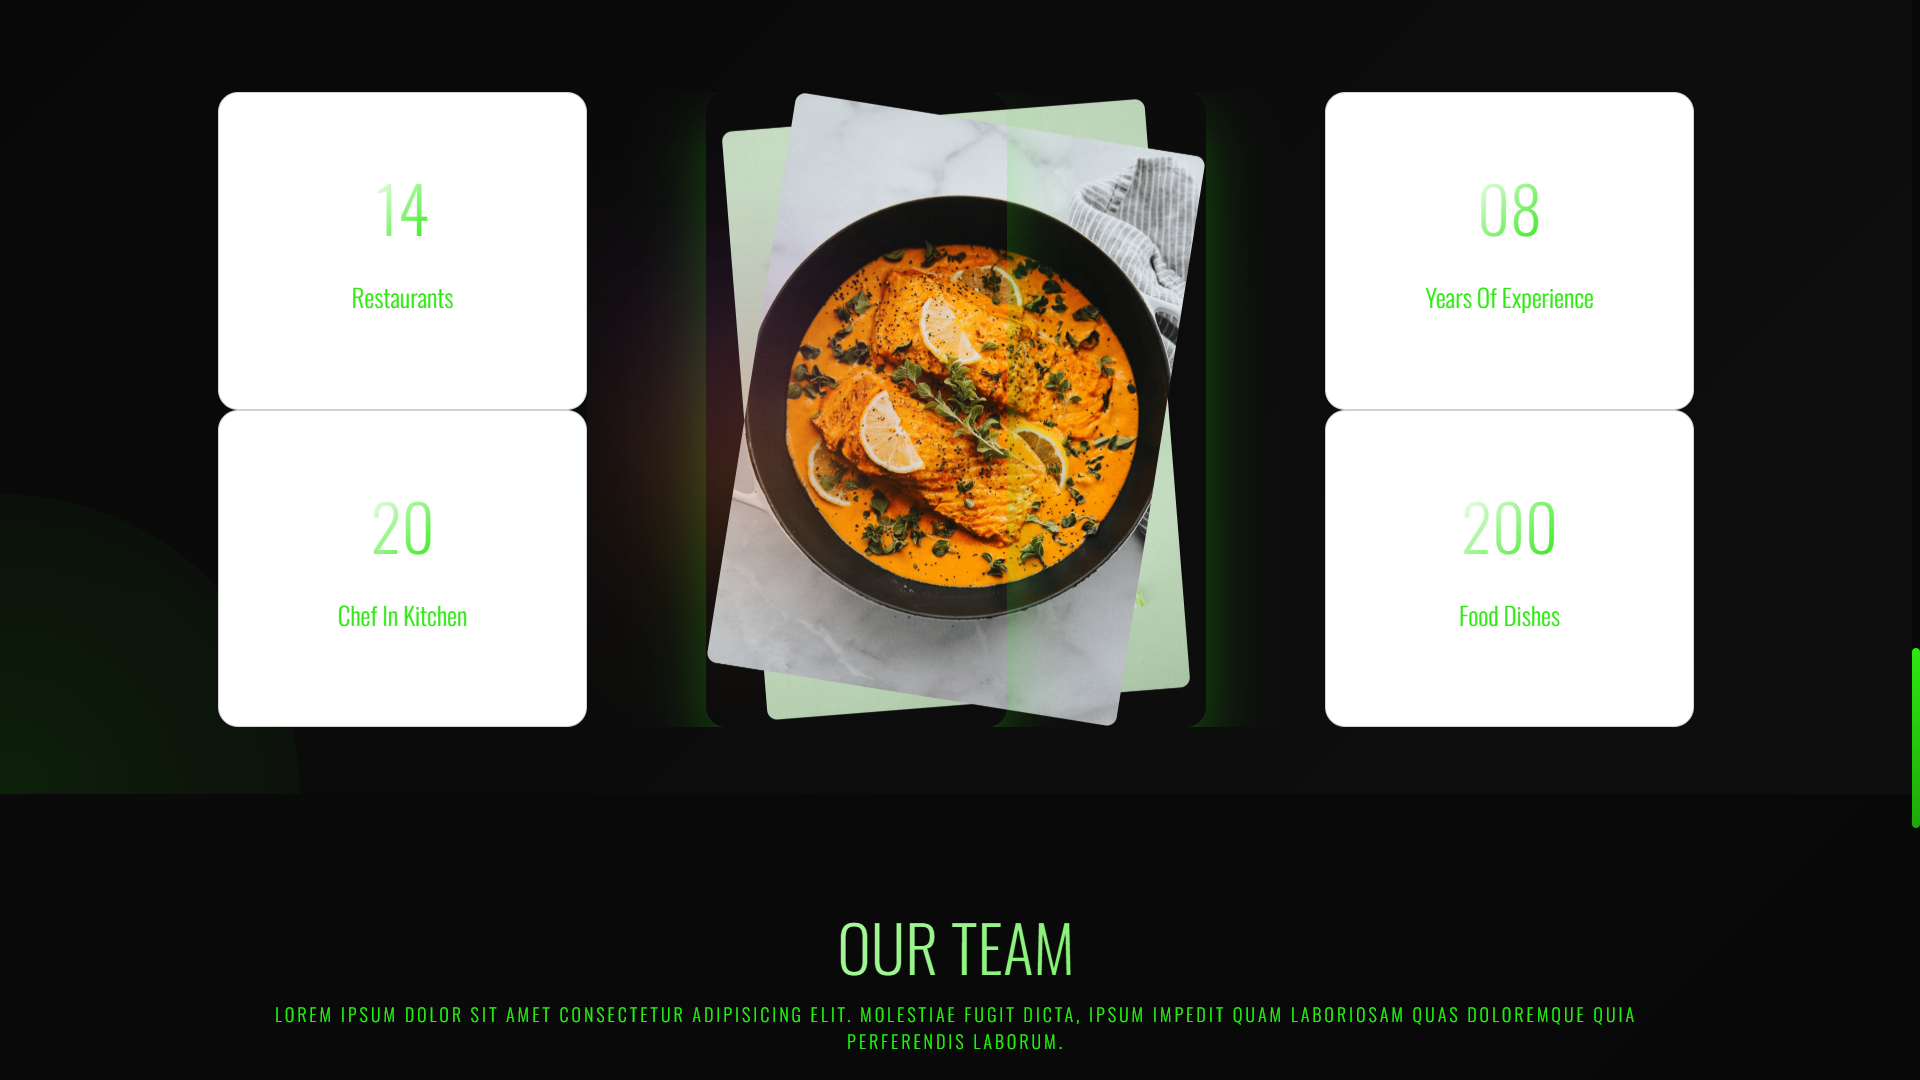 14
Restaurants
20
Chef In Kitchen
08
Years Of Experience
200
Food Dishes
OUR TEAM
LOREM IPSUM DOLOR SIT AMET CONSECTETUR ADIPISICING ELIT. MOLESTIAE FUGIT DICTA, IPSUM IMPEDIT QUAM LABORIOSAM QUAS DOLOREMQUE QUIA
PERFERENDIS LABORUM.